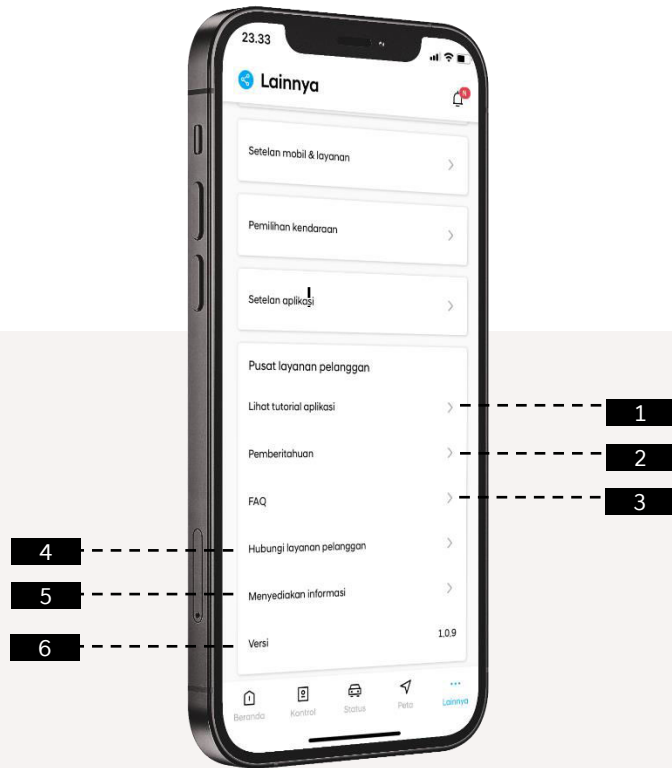 23.33
Lainnya
N
Setelan mobil & layanan
Pemilihan kendaraan
Setelan aplikasi
Pusat layanan pelanggan
Lihat tutorial aplikasi
1
Pemberitahuan
2
FAQ
3
4
Hubungi layanan pelanggan
5
Menyediakan informasi
6
Versi 1.0.9
Beranda Kontrol Status Peta Lainnya